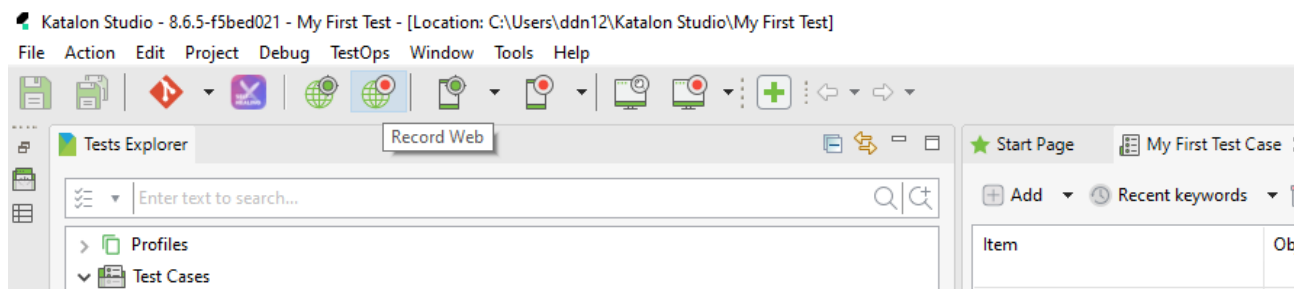 Katalon Studio - 8.6.5-f5bed021 - My First Test - [Location: C:\Users\ddn12\Katalon Studio\My First Test]
File Action Edit Project Debug TestOps Window Tools Help
Record Web
Tests Explorer
Start Page
My First Test Case
Enter text to search...
Add
Recent keywords
Profiles
Item
Ob
Test Cases